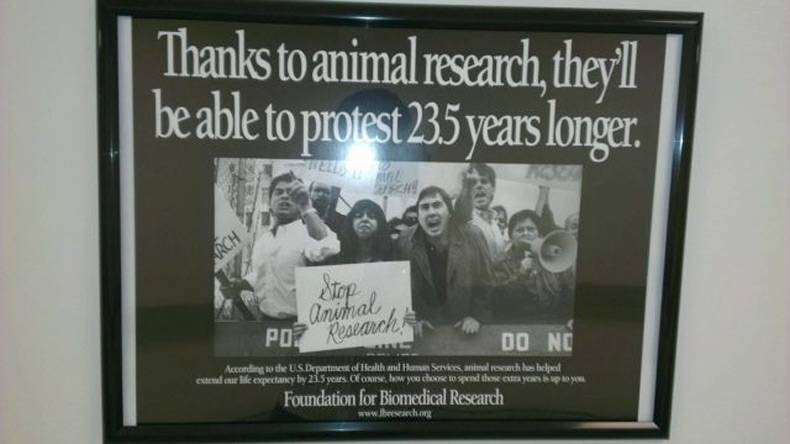 Thanks to animal research, they'll
be able to protest 23.5 years longer.
ARCH
Stop
Animal
Research!
PO
LINE
DO NO
According to the U.S. Department of Health and Human Services, animal research has helped
extend our life expectancy by 23.5 years. Of course, how you choose to spend those extra years is up to you.
Foundation for Biomedical Research
www.fbresearch.org